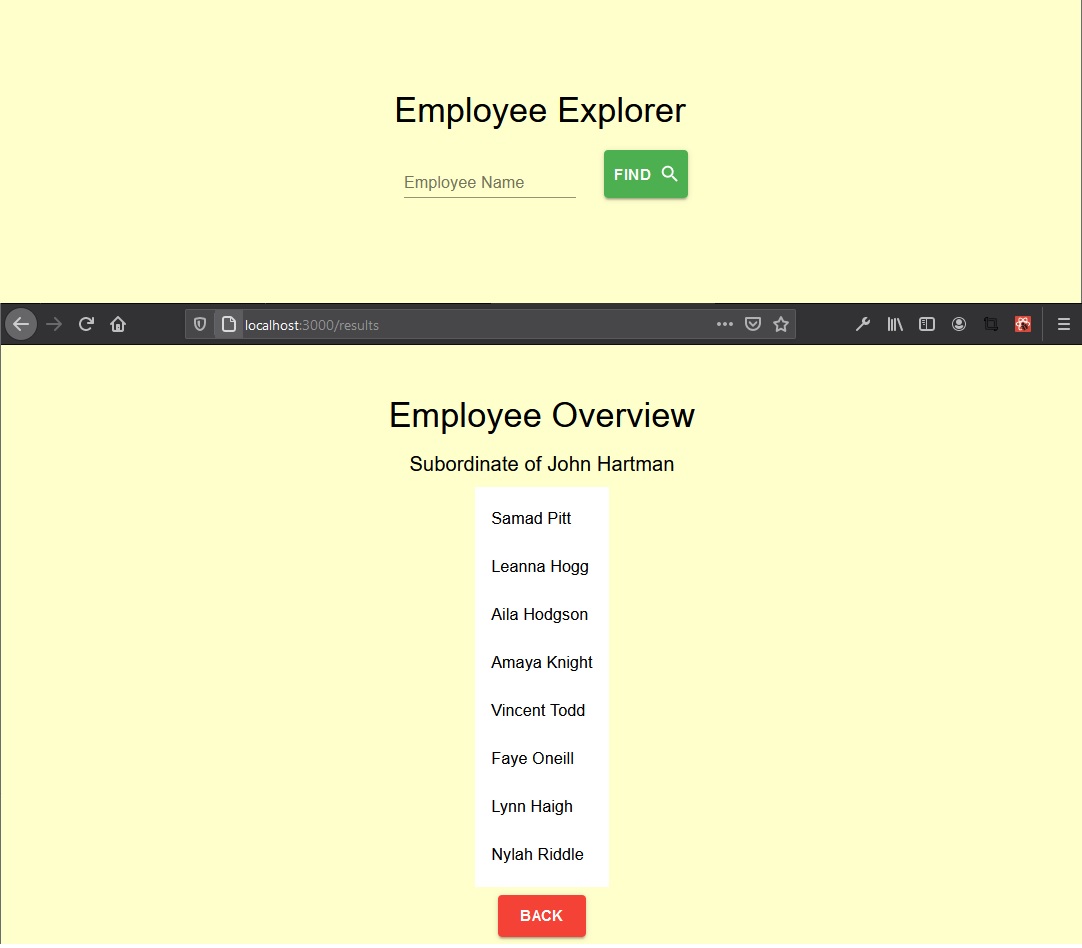 Employee Explorer
Employee Name
FIND
localhost:3000/results
Employee Overview
Subordinate of John Hartman
Samad Pitt
Leanna Hogg
Aila Hodgson
Amaya Knight
Vincent Todd
Faye Oneill
Lynn Haigh
Nylah Riddle
BACK